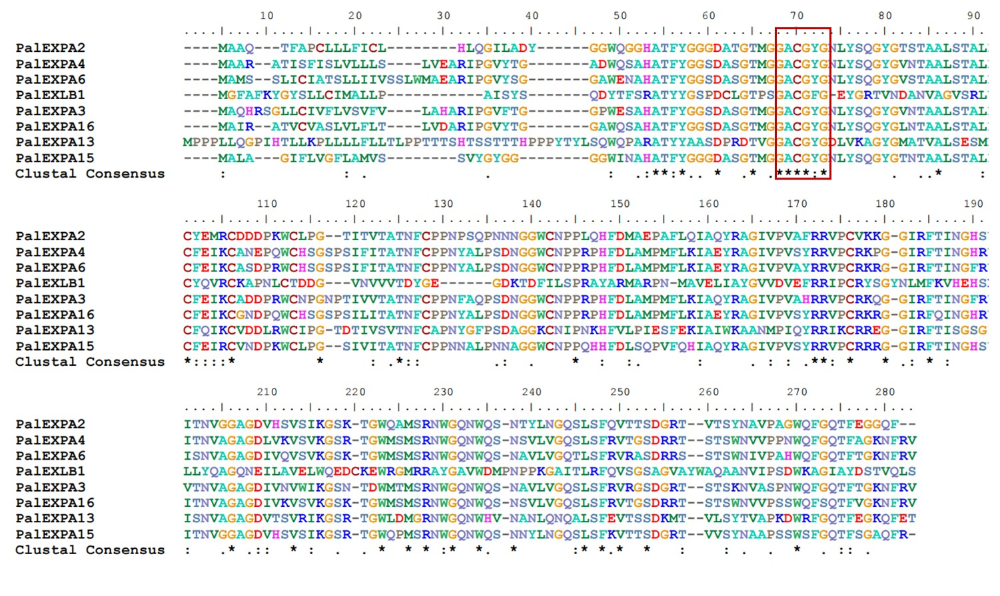 10 20 30 40 50 60 70 80 90
....|....|....|....|....|....|....|....|....|....|....|....|....|....|....|....|....|....|.
PalEXPA2 ----MAAQ---TFAPCLLLFICL--------HLQGILADY------GGWQGGHATFYGGGDATGTMGGACGYGNLYSQGYGTSTAALSTAL
PalEXPA4 ----MAAR--ATISFISLVLLLS----LVEARIPGVYTG-------ADWQSAHATFYGGSDASGTMGGACGYGNLYSQGYGVNTAALSTAL
PalEXPA6 ----MAMS--SLICIATSLLIIVSSLWMAEARIPGVYSG-------GAWENAHATFYGGSDASGTMGGACGYGNLYSQGYGVSTAALSTAL
PalEXLB1 ----MGFAFKYGYSLLCIMALLP-----------AISYS-------QDYTFSRATYYGSPDCLGTPSGACGFG-EYGRTVNDANVAGVSRL
PalEXPA3 ----MAQHRSGLLCIVFLVSVFV----LAHARIPGVFTG-------GPWESAHATFYGGSDASGTMGGACGYGNLYSQGYGVNTAALSTAL
PalEXPA16 ----MAIR--ATVCVASLVLFLT----LVDARIPGVYTG-------GAWQSAHATFYGGSDASGTMGGACGYGNLYSQGYGLNTAALSTAL
PalEXPA13 MPPPLLQGPIHTLLKPLLLLFLLTLPPTTTSHTSSTTTHPPPYTYLSQWQPARATYYAASDPRDTVGGACGYGDLVKAGYGMATVALSESM
PalEXPA15 ----MALA---GIFLVGFLAMVS--------SVYGYGG--------GGWINAHATFYGGGDASGTMGGACGYGNLYSQGYGTNTAALSTAL
Clustal Consensus : : . . : .:**:*.. * .* .****:* . ..* :
110 120 130 140 150 160 170 180 190
....|....|....|....|....|....|....|....|....|....|....|....|....|....|....|....|....|....|.
PalEXPA2 CYEMRCDDDPKWCLPG--TITVTATNFCPPNPSQPNNNGGWCNPPLQHFDMAEPAFLQIAQYRAGIVPVAFRRVPCVKKG-GIRFTINGHS
PalEXPA4 CFEIKCANEPQWCHSGSPSIFITATNFCPPNYALPSDNGGWCNPPRPHFDLAMPMFLKIAEYRAGIVPVSYRRVPCRKPG-GIRFTINGHR
PalEXPA6 CFEIKCASDPRWCHSGSPSIFITATNFCPPNYALPSDNGGWCNPPRPHFDLAMPMFLKIAEYRAGIVPVAYRRVPCRKRG-GIRFTINGFR
PalEXLB1 CYQVRCKAPNLCTDDG---VNVVVTDYGE------GDKTDFILSPRAYARMARPN-MAVELIAYGVVDVEFRRIPCRYSGYNLMFKVHEHS
PalEXPA3 CFEIKCADDPRWCNPGNPTIVVTATNFCPPNFAQPSDNGGWCNPPRPHFDLAMPMFLKIAQYRAGIVPVAHRRVPCRKQG-GIRFTINGFR
PalEXPA16 CFEIKCGNDPQWCHSGSPSILITATNFCPPNYALPSDNGGWCNPPRPHFDLAMPMFLKIAEYRAGIVPVSYRRVPCRKRG-GIRFQINGHR
PalEXPA13 CFQIKCVDDLRWCIPG-TDTIVSVTNFCAPNYGFPSDAGGKCNIPNKHFVLPIESFEKIAIWKAANMPIQYRRIKCRREG-GIRFTISGSG
PalEXPA15 CFEIRCVNDPKWCLPG--SIVITATNFCPPNNALPNNAGGWCNPPQHHFDLSQPVFQHIAQYRAGIVPVSYRRVPCRRRG-GIRFTINGHS
Clustal Consensus *::::* * : .*:: .: . * : :. : . : : .**: * * .: * :
210 220 230 240 250 260 270 280
....|....|....|....|....|....|....|....|....|....|....|....|....|....|....|....|...
PalEXPA2 ITNVGGAGDVHSVSIKGSK-TGWQAMSRNWGQNWQS-NTYLNGQSLSFQVTTSDGRT--VTSYNAVPAGWQFGQTFEGGQF--
PalEXPA4 ITNVAGAGDLVKVSVKGSR-TGWMSMSRNWGQNWQS-NSVLVGQSLSFRVTGSDRRT--STSWNVVPPNWQFGQTFAGKNFRV
PalEXPA6 ISNVAGAGDIVQVSVKGSK-TGWMSMSRNWGQNWQS-NAVLVGQTLSFRVRASDRRS--STSWNIVPAHWQFGQTFTGKNFRV
PalEXLB1 LLYQAGQNEILAVELWQEDCKEWRGMRRAYGAVWDMPNPPKGAITLRFQVSGSAGVAYWAQAANVIPSDWKAGIAYDSTVQLS
PalEXPA3 VTNVAGAGDIVNVWIKGSN-TDWMTMSRNWGQNWQS-NAVLVGQSLSFRVRGSDGRT--STSKNVASPNWQFGQTFTGKNFRV
PalEXPA16 ITNVAGAGDIVKVSVKGSR-TGWMSMSRNWGQNWQS-NSVLVGQSLSFRVTGSDRRT--STSWNVVPSSWQFSQTFVGKNFRV
PalEXPA13 ISNVAGAGDVTSVRIKGSR-TGWLDMGRNWGQNWHV-NANLQNQALSFEVTSSDKMT--VLSYTVAPKDWRFGQTFEGKQFET
PalEXPA15 ITNVGGAGDVHSVSIKGSR-TGWQPMSRNWGQNWQS-NNYLNGQSLSFKVTTSDGRT--VVSYNAAPSSWSFGQTFSGAQFR-
Clustal Consensus : .* .:: * : . . * * * :* *. * :* *.* * : : . . * . :: .